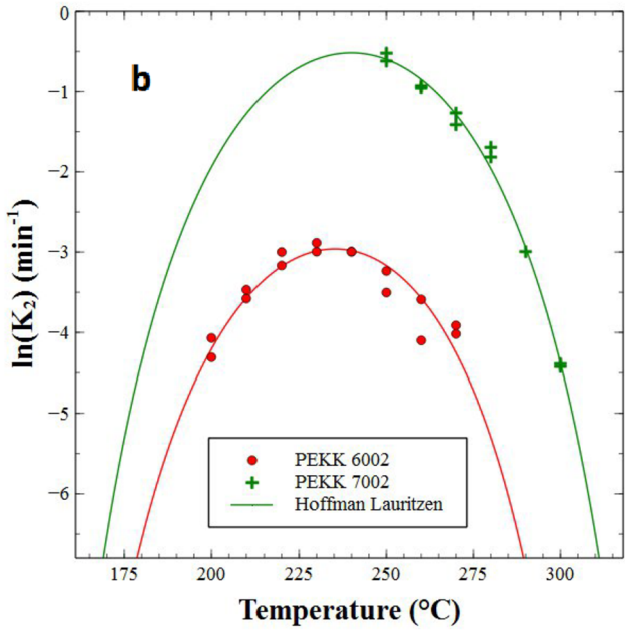 b
0
−1
−2
−3
−4
−5
−6
ln(K₂) (min⁻¹)
PEKK 6002
PEKK 7002
Hoffman Lauritzen
175 200 225 250 275 300
Temperature (°C)